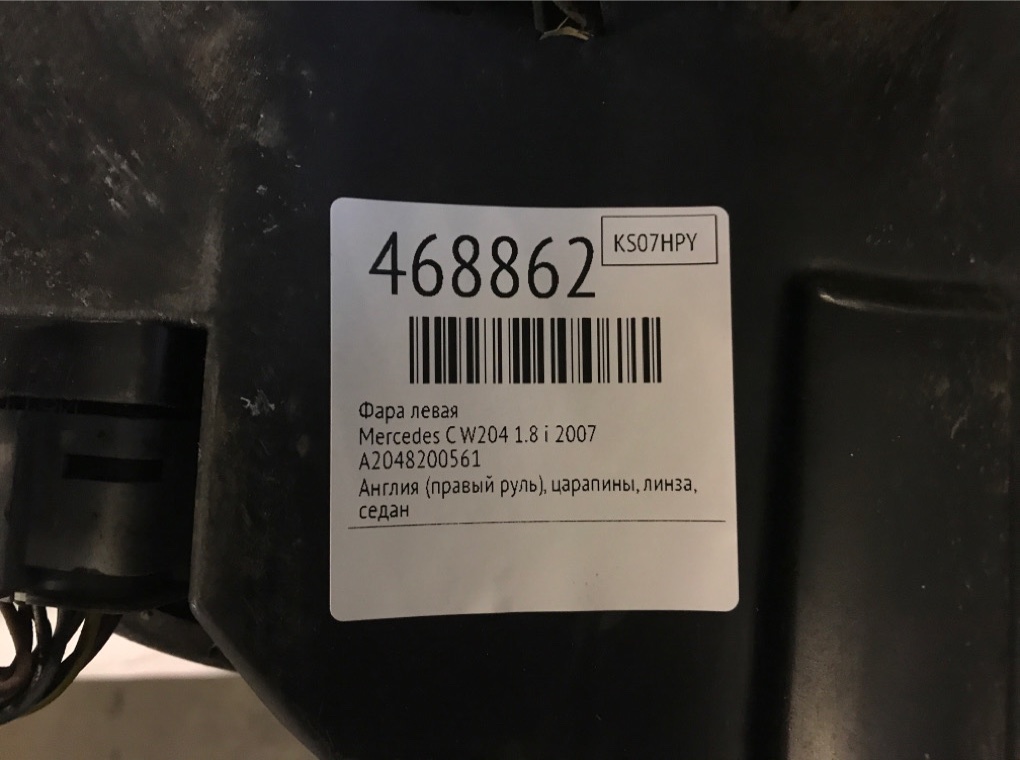 468862
KS07HPY
Фара левая
Mercedes C W204 1.8 i 2007
A2048200561
Англия (правый руль), царапины, линза,
седан